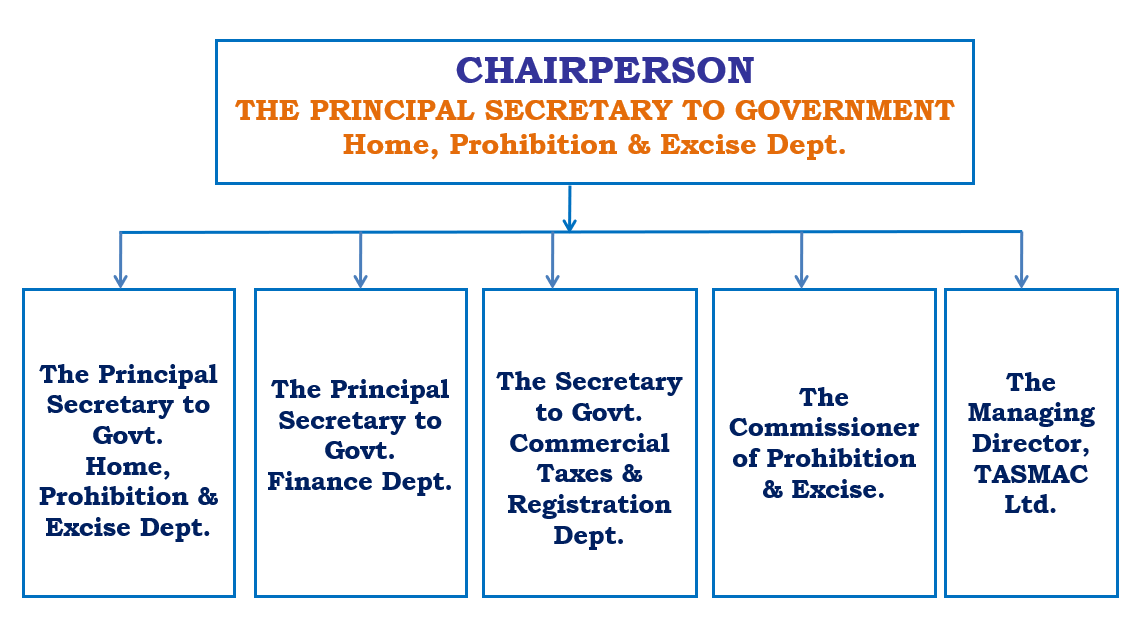 CHAIRPERSON
THE PRINCIPAL SECRETARY TO GOVERNMENT
Home, Prohibition & Excise Dept.
The Principal
Secretary to
Govt.
Home,
Prohibition &
Excise Dept.
The Principal
Secretary to
Govt.
Finance Dept.
The Secretary
to Govt.
Commercial
Taxes &
Registration
Dept.
The
Commissioner
of Prohibition
& Excise.
The
Managing
Director,
TASMAC
Ltd.